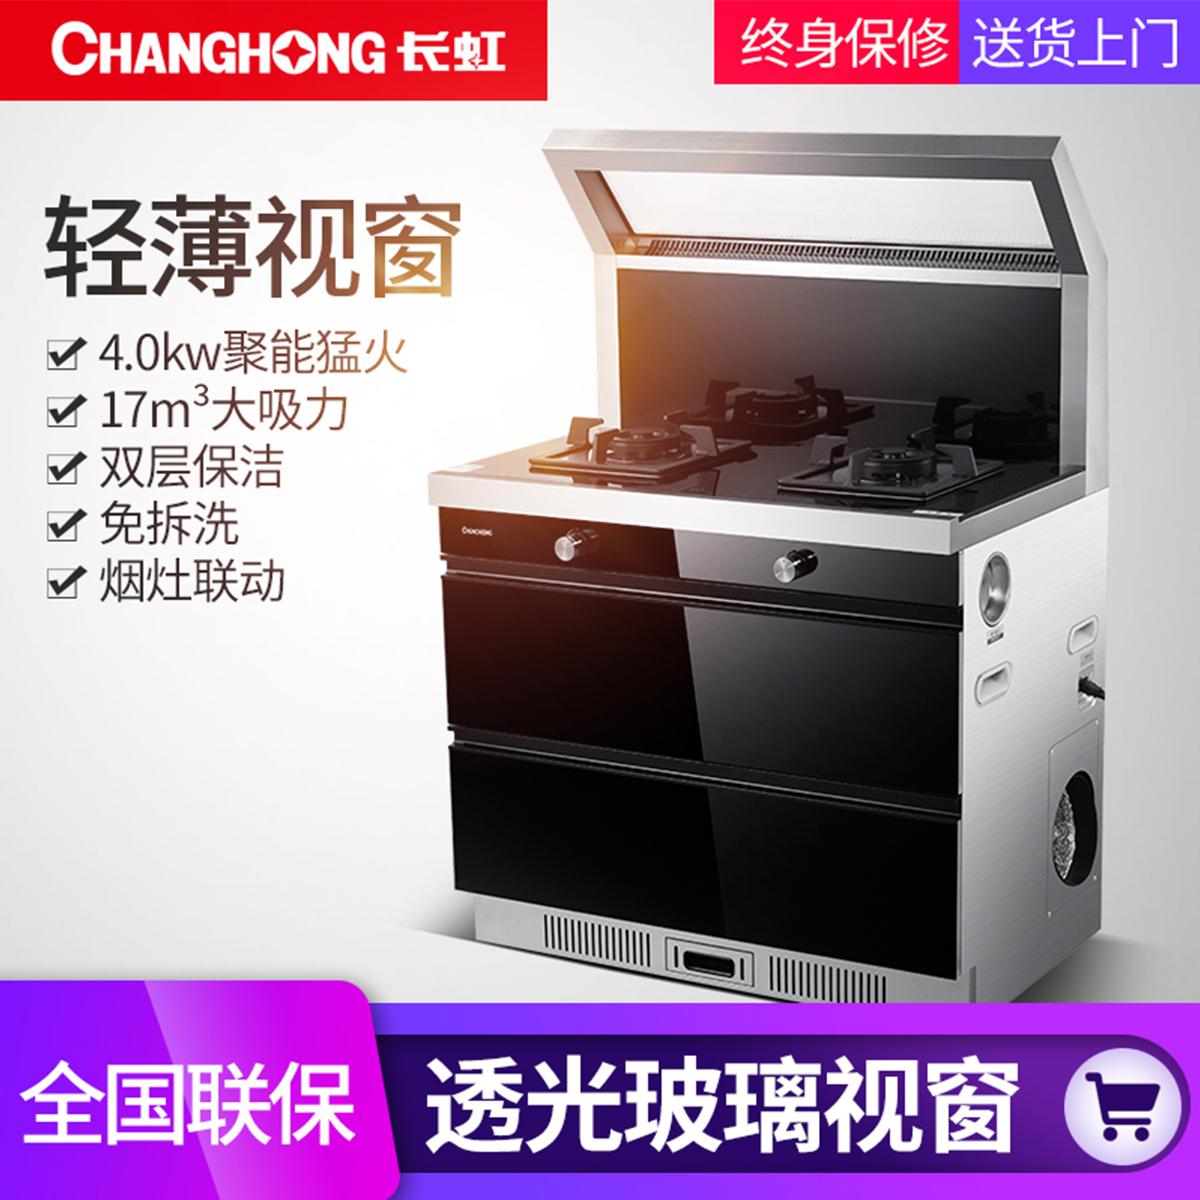 CHANGHONG 长虹
终身保修 送货上门
轻薄视窗
4.0kw聚能猛火
17m³大吸力
双层保洁
免拆洗
烟灶联动
CHANGHONG
全国联保
透光玻璃视窗